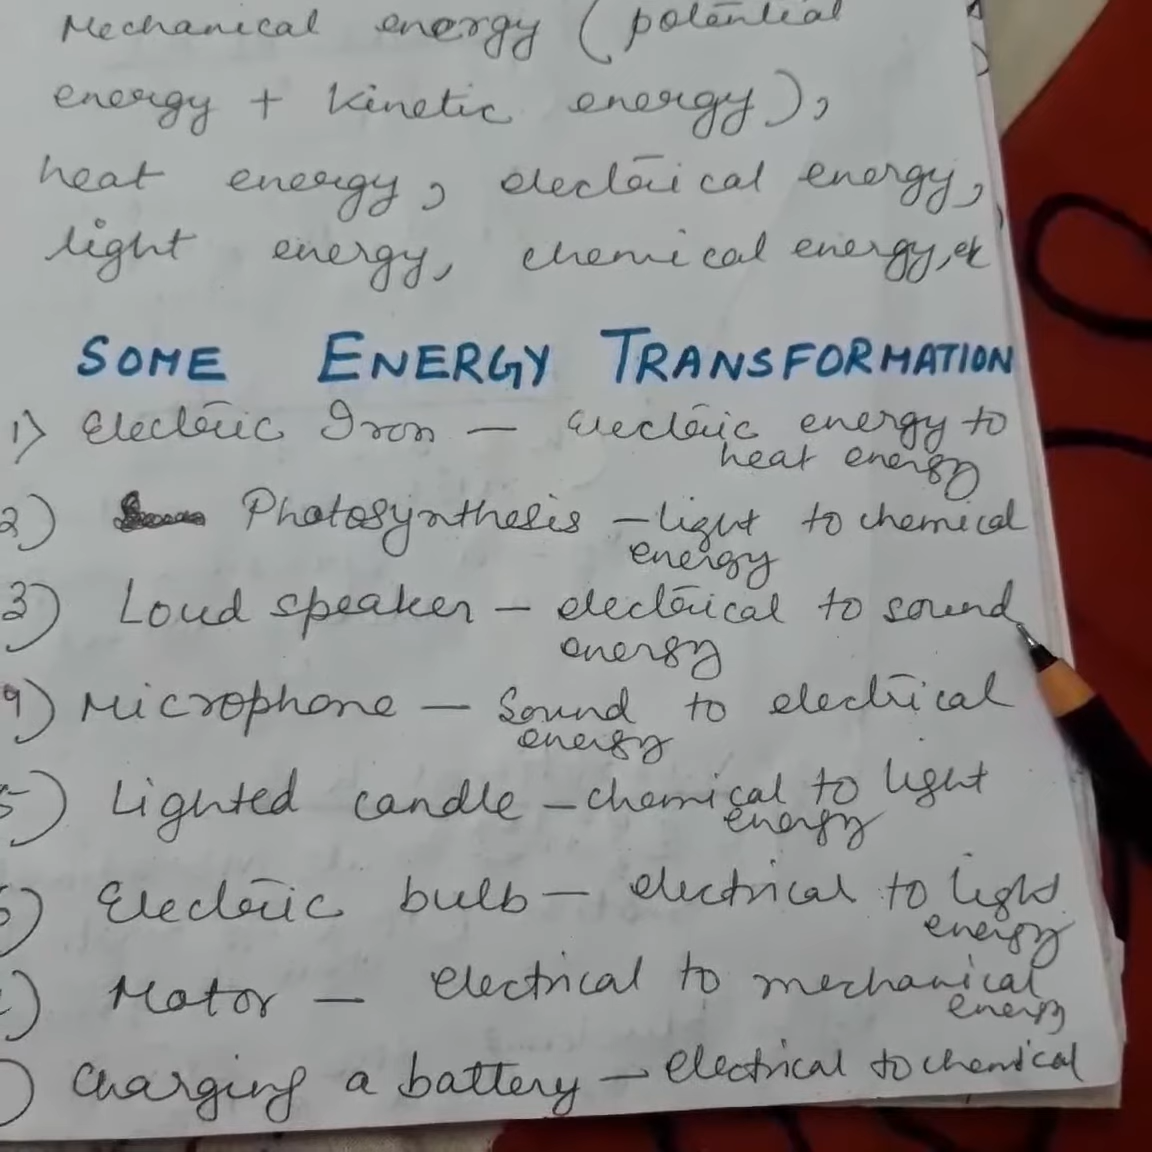 Mechanical energy (potential
energy + Kinetic energy),
heat energy, electrical energy,
light energy, chemical energy, etc
SOME ENERGY TRANSFORMATION
1) Electric Iron — Electric energy to
heat energy
2) Photosynthesis — light to chemical
energy
3) Loud speaker — electrical to sound
energy
4) Microphone — Sound to electrical
energy
5) Lighted candle — chemical to light
energy
6) Electric bulb — electrical to light
energy
) Motor — electrical to mechanical
energy
) Charging a battery — electrical to chemical